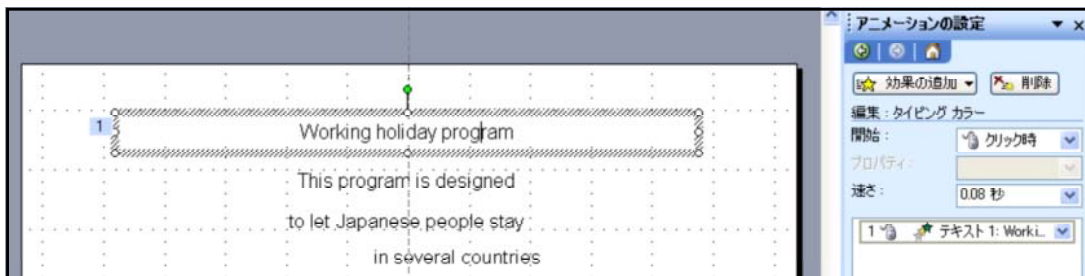 アニメーションの設定
効果の追加
削除
編集：タイピング カラー
開始：
クリック時
プロパティ：
速さ：
0.08 秒
1 テキスト 1: Worki...
1
Working holiday program
This program is designed
to let Japanese people stay
in several countries